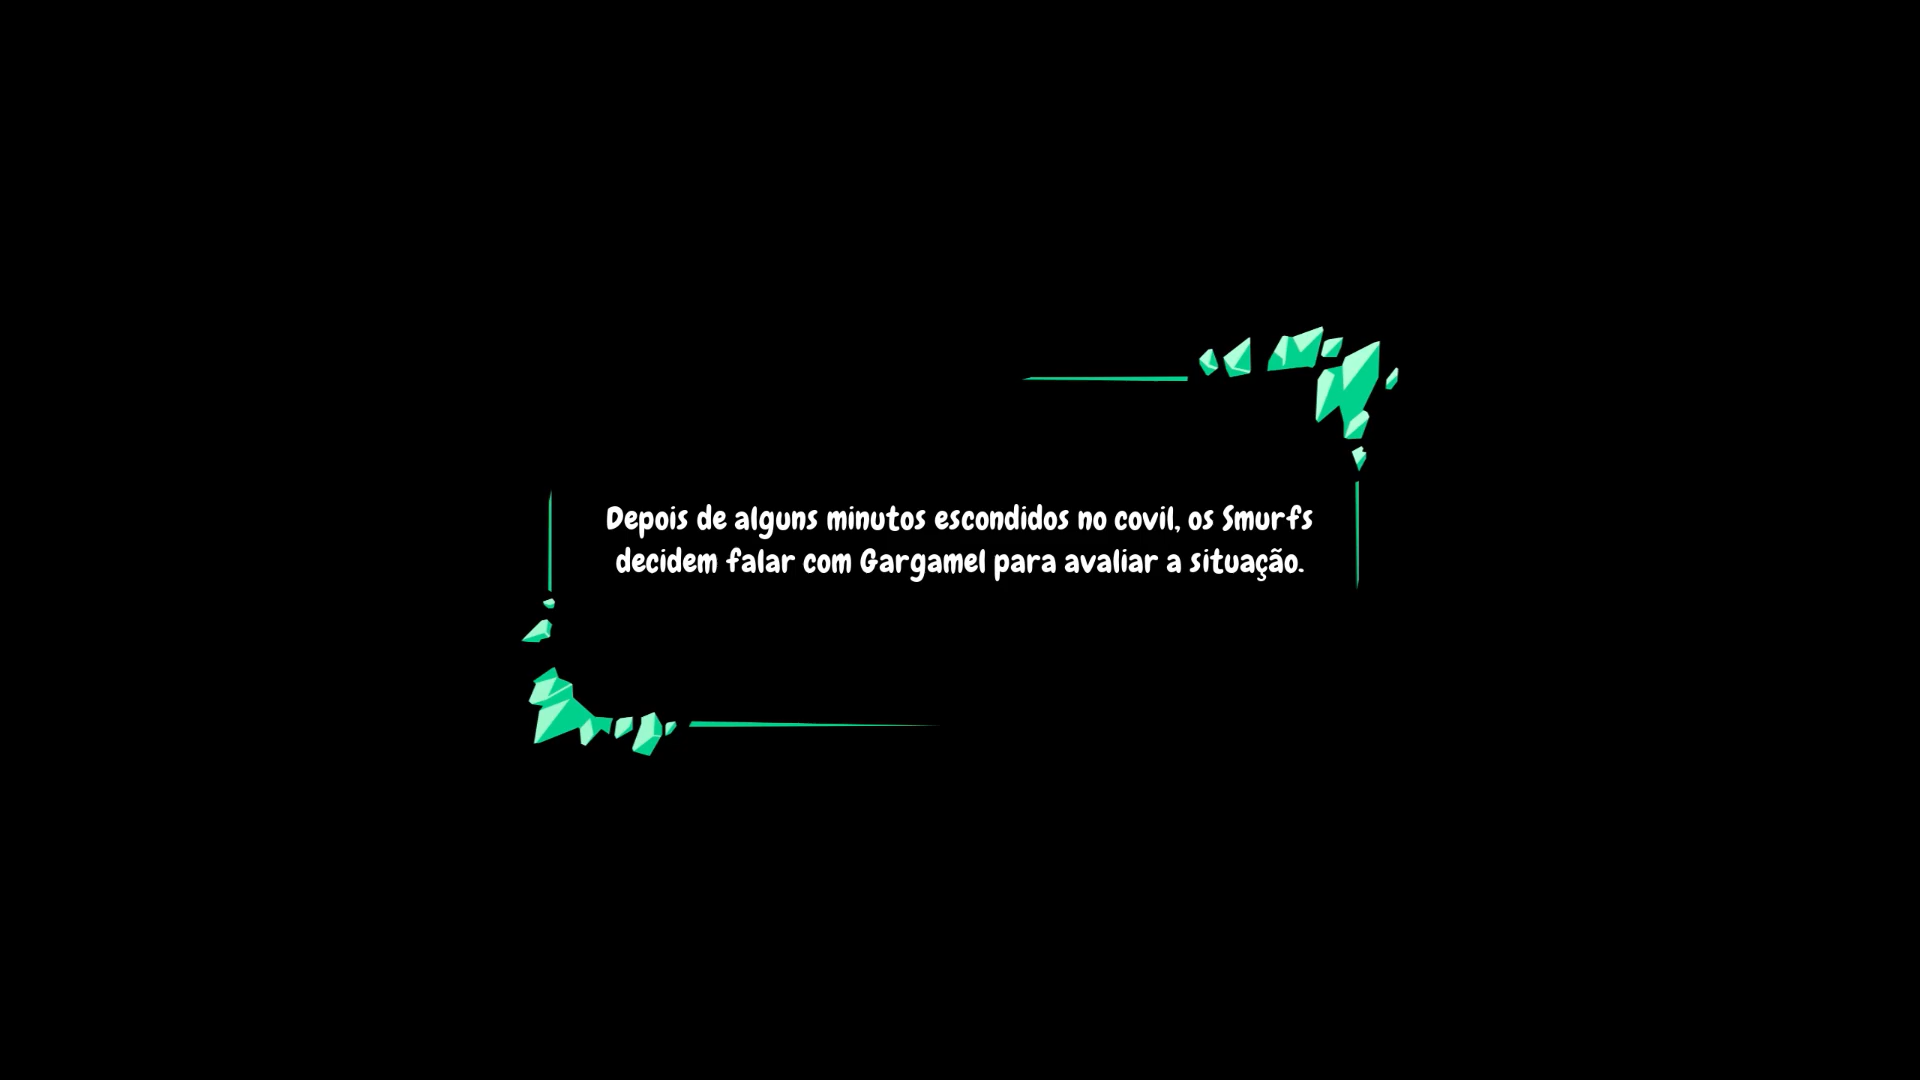 Depois de alguns minutos escondidos no covil, os Smurfs
decidem falar com Gargamel para avaliar a situação.